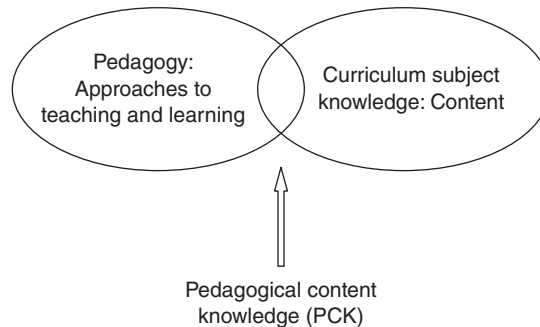 Pedagogy:
Approaches to
teaching and learning
Curriculum subject
knowledge: Content
Pedagogical content
knowledge (PCK)